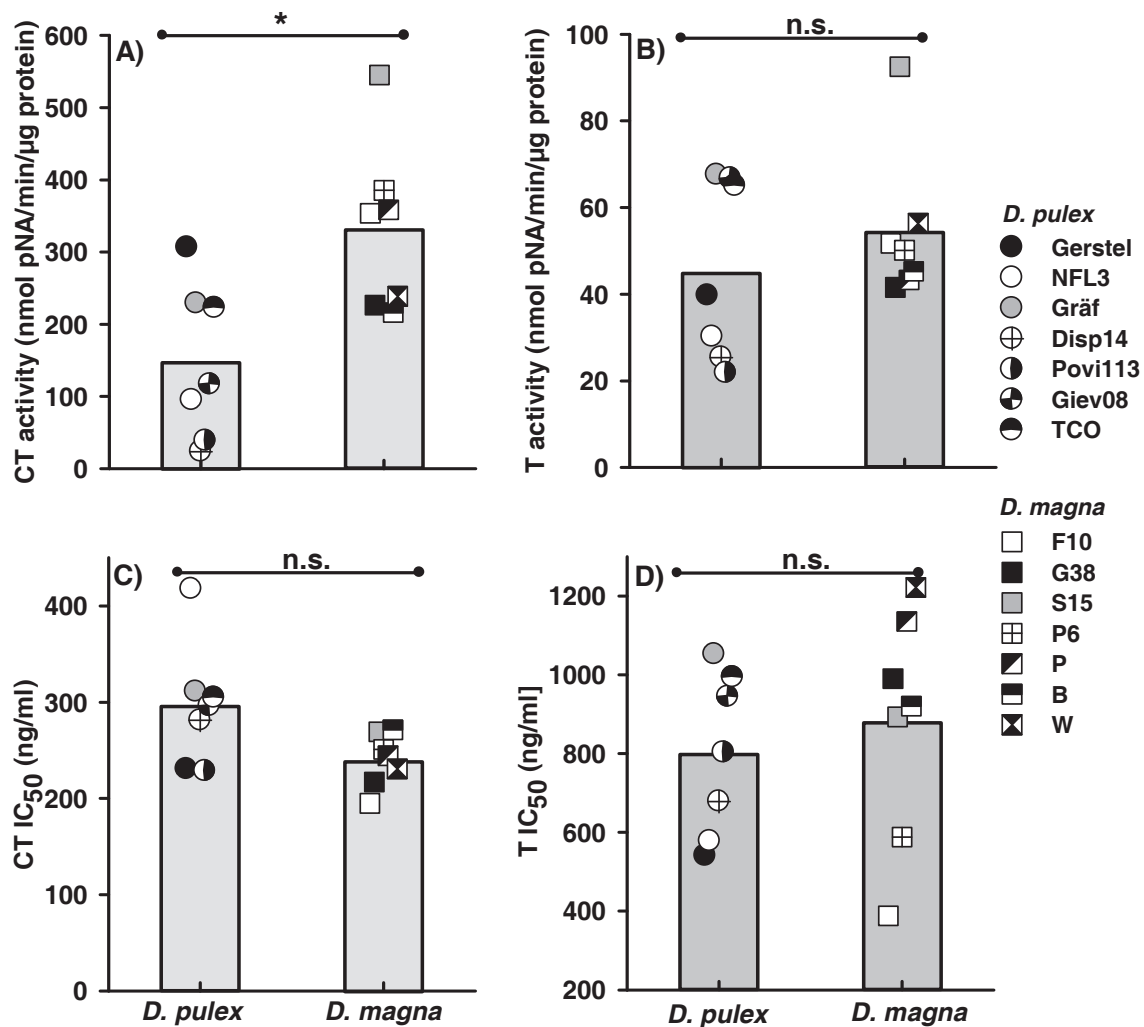 A)
*
CT activity (nmol pNA/min/µg protein)
600
500
400
300
200
100
0
B)
n.s.
T activity (nmol pNA/min/µg protein)
100
80
60
40
20
0
D. pulex
Gerstel
NFL3
Gräf
Disp14
Povi113
Giev08
TCO
D. magna
F10
G38
S15
P6
P
B
W
C)
n.s.
CT IC50 (ng/ml)
400
300
200
100
0
D. pulex
D. magna
D)
n.s.
T IC50 (ng/ml]
1200
1000
800
600
400
200
D. pulex
D. magna